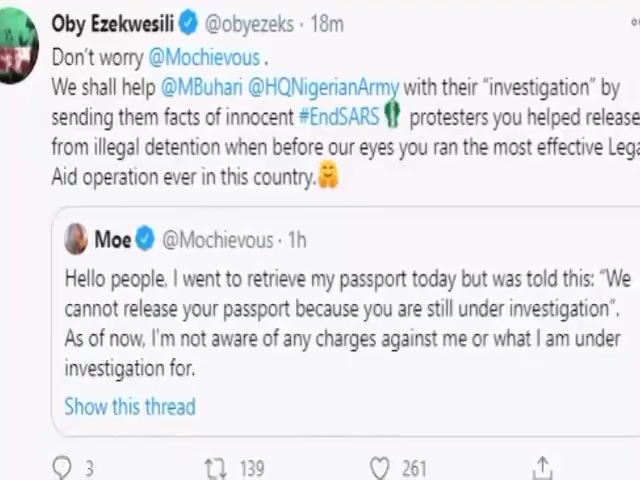 Oby Ezekwesili @obyezeks · 18m
Don't worry @Mochievous .
We shall help @MBuhari @HQNigerianArmy with their "investigation" by
sending them facts of innocent #EndSARS protesters you helped release
from illegal detention when before our eyes you ran the most effective Lega
Aid operation ever in this country.🤗
Moe @Mochievous · 1h
Hello people, I went to retrieve my passport today but was told this: "We
cannot release your passport because you are still under investigation".
As of now, I'm not aware of any charges against me or what I am under
investigation for.
Show this thread
3 139 261